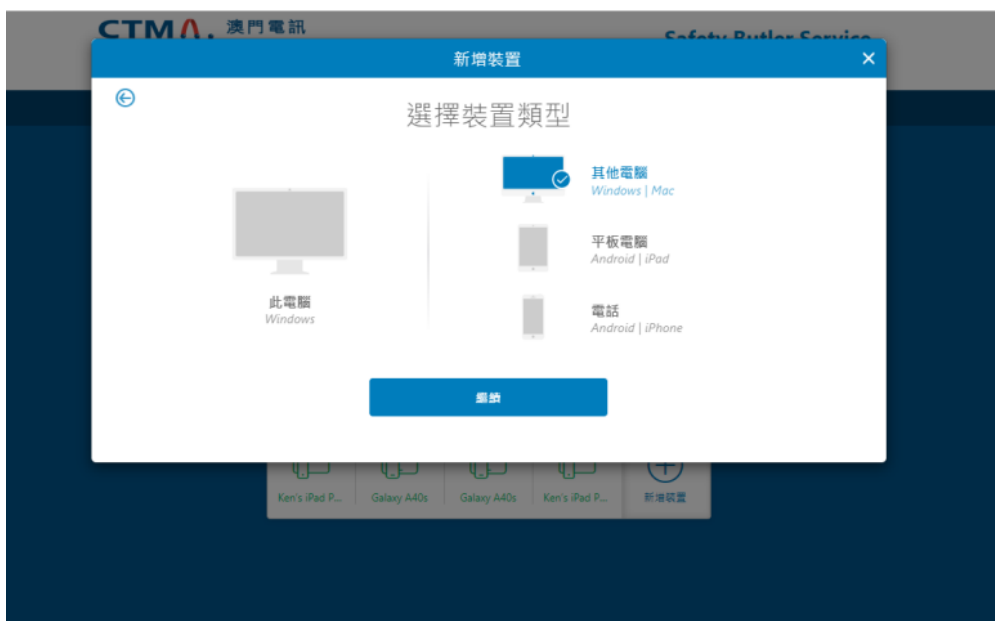 CTM 澳門電訊
Safety Butler Service
新增裝置
選擇裝置類型
此電腦
Windows
其他電腦
Windows | Mac
平板電腦
Android | iPad
電話
Android | iPhone
繼續
Ken's iPad P...
Galaxy A40s
Galaxy A40s
Ken's iPad P...
新增裝置